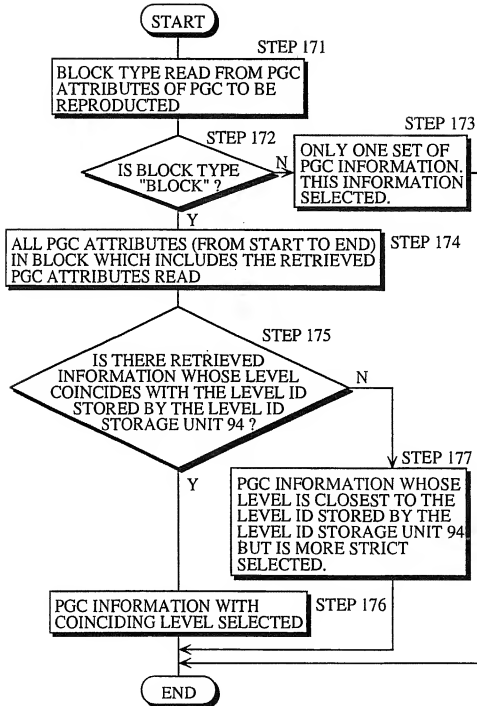 START
STEP 171
BLOCK TYPE READ FROM PGC
ATTRIBUTES OF PGC TO BE
REPRODUCTED
STEP 172
IS BLOCK TYPE
"BLOCK" ?
N
Y
STEP 173
ONLY ONE SET OF
PGC INFORMATION.
THIS INFORMATION
SELECTED.
ALL PGC ATTRIBUTES (FROM START TO END)
IN BLOCK WHICH INCLUDES THE RETRIEVED
PGC ATTRIBUTES READ
STEP 174
STEP 175
IS THERE RETRIEVED
INFORMATION WHOSE LEVEL
COINCIDES WITH THE LEVEL ID
STORED BY THE LEVEL ID
STORAGE UNIT 94 ?
N
Y
STEP 177
PGC INFORMATION WHOSE
LEVEL IS CLOSEST TO THE
LEVEL ID STORED BY THE
LEVEL ID STORAGE UNIT 94
BUT IS MORE STRICT
SELECTED.
PGC INFORMATION WITH
COINCIDING LEVEL SELECTED
STEP 176
END